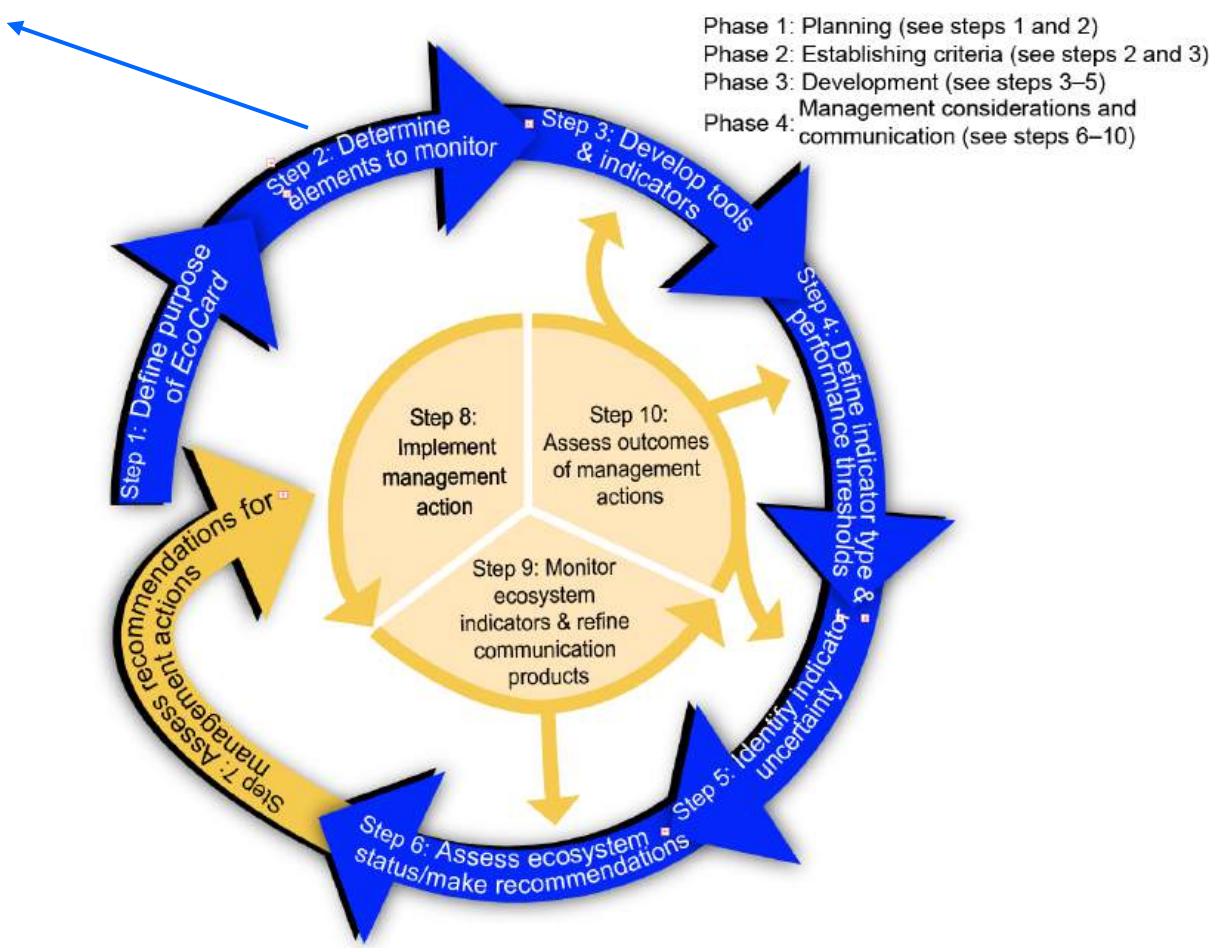 Phase 1: Planning (see steps 1 and 2)
Phase 2: Establishing criteria (see steps 2 and 3)
Phase 3: Development (see steps 3–5)
Phase 4: Management considerations and
communication (see steps 6–10)
Step 1: Define purpose
of EcoCard
Step 2: Determine
elements to monitor
Step 3: Develop tools
& indicators
Step 4: Define indicator type &
performance thresholds
Step 5: Identify indicator
uncertainty
Step 6: Assess ecosystem
status/make recommendations
Step 7: Assess recommendations for
management actions
Step 8:
Implement
management
action
Step 9: Monitor
ecosystem
indicators & refine
communication
products
Step 10:
Assess outcomes
of management
actions